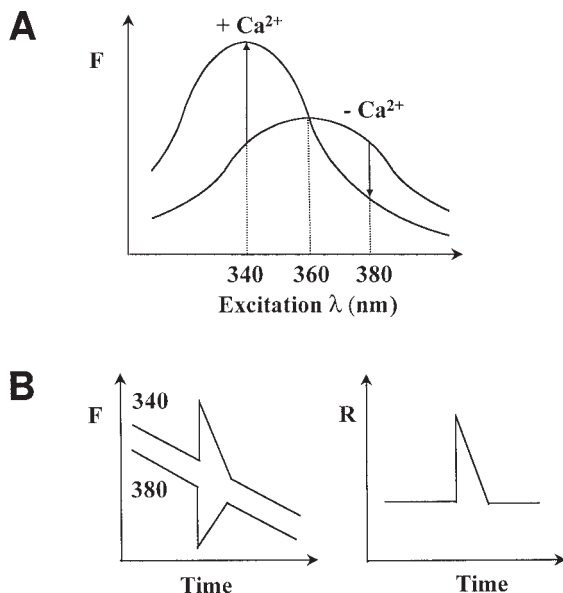 A
+ Ca²⁺
F
- Ca²⁺
340 360 380
Excitation λ (nm)
B
F 340
380
Time
R
Time